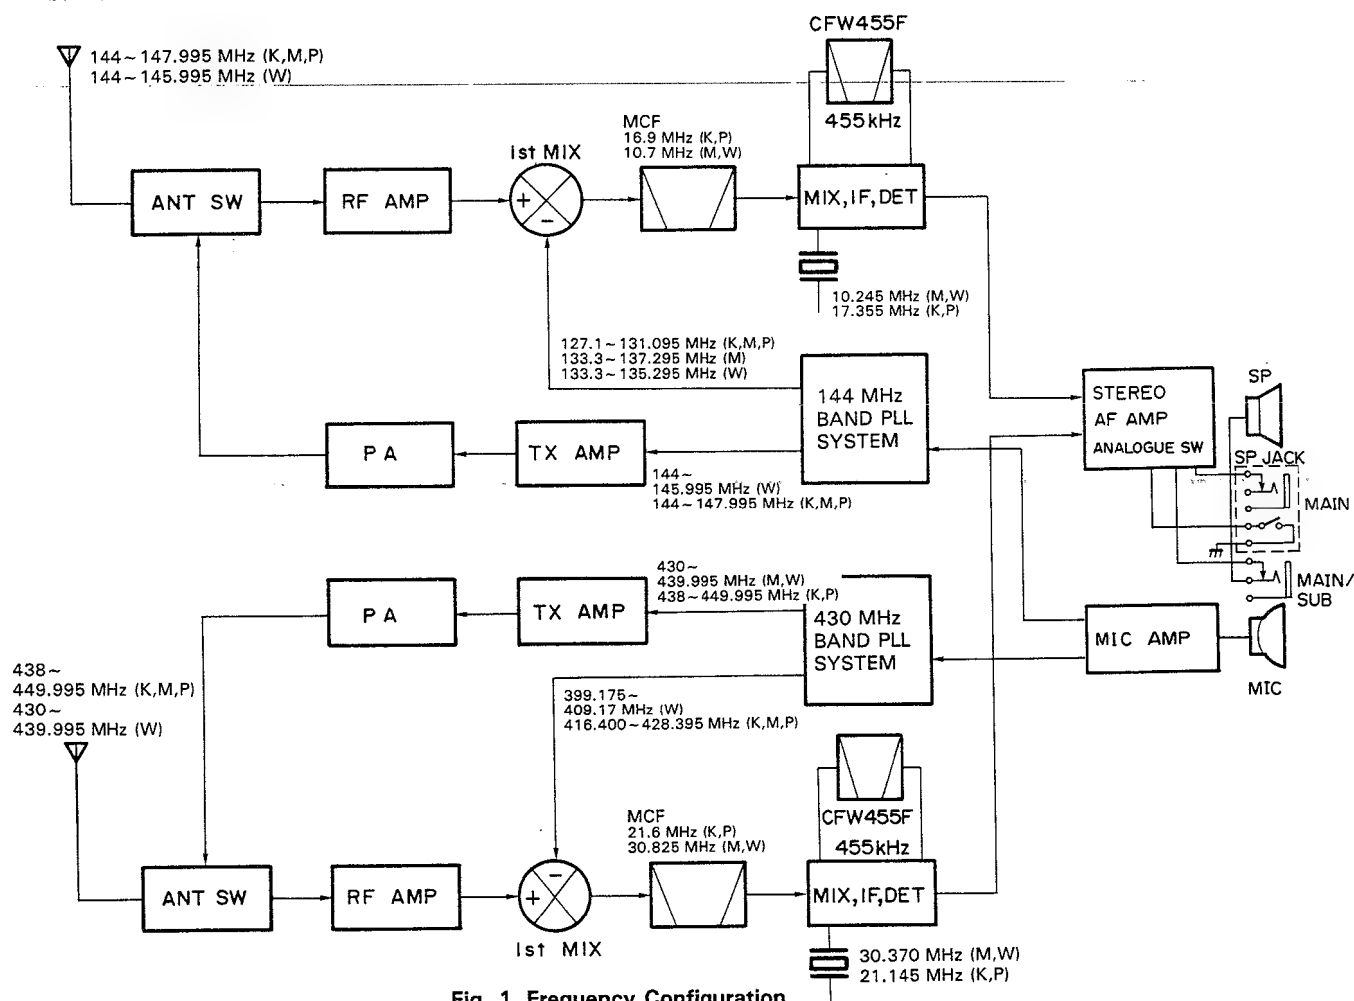 CFW455F
144~147.995 MHz (K,M,P)
144~145.995 MHz (W)
455kHz
MCF
16.9 MHz (K,P)
10.7 MHz (M,W)
1st MIX
ANT SW
RF AMP
+
−
MIX,IF,DET
10.245 MHz (M,W)
17.355 MHz (K,P)
127.1~131.095 MHz (K,M,P)
133.3~137.295 MHz (M)
133.3~135.295 MHz (W)
144 MHz
BAND PLL
SYSTEM
STEREO
AF AMP
ANALOGUE SW
SP
SP JACK
MAIN
PA
TX AMP
144~
145.995 MHz (W)
144~147.995 MHz (K,M,P)
430~
439.995 MHz (M,W)
438~449.995 MHz (K,P)
MAIN/
SUB
PA
TX AMP
430 MHz
BAND PLL
SYSTEM
MIC AMP
MIC
438~
449.995 MHz (K,M,P)
430~
439.995 MHz (W)
399.175~
409.17 MHz (W)
416.400~428.395 MHz (K,M,P)
MCF
21.6 MHz (K,P)
30.825 MHz (M,W)
CFW455F
455kHz
ANT SW
RF AMP
+
−
1st MIX
MIX,IF,DET
30.370 MHz (M,W)
21.145 MHz (K,P)
Fig. 1 Frequency Configuration